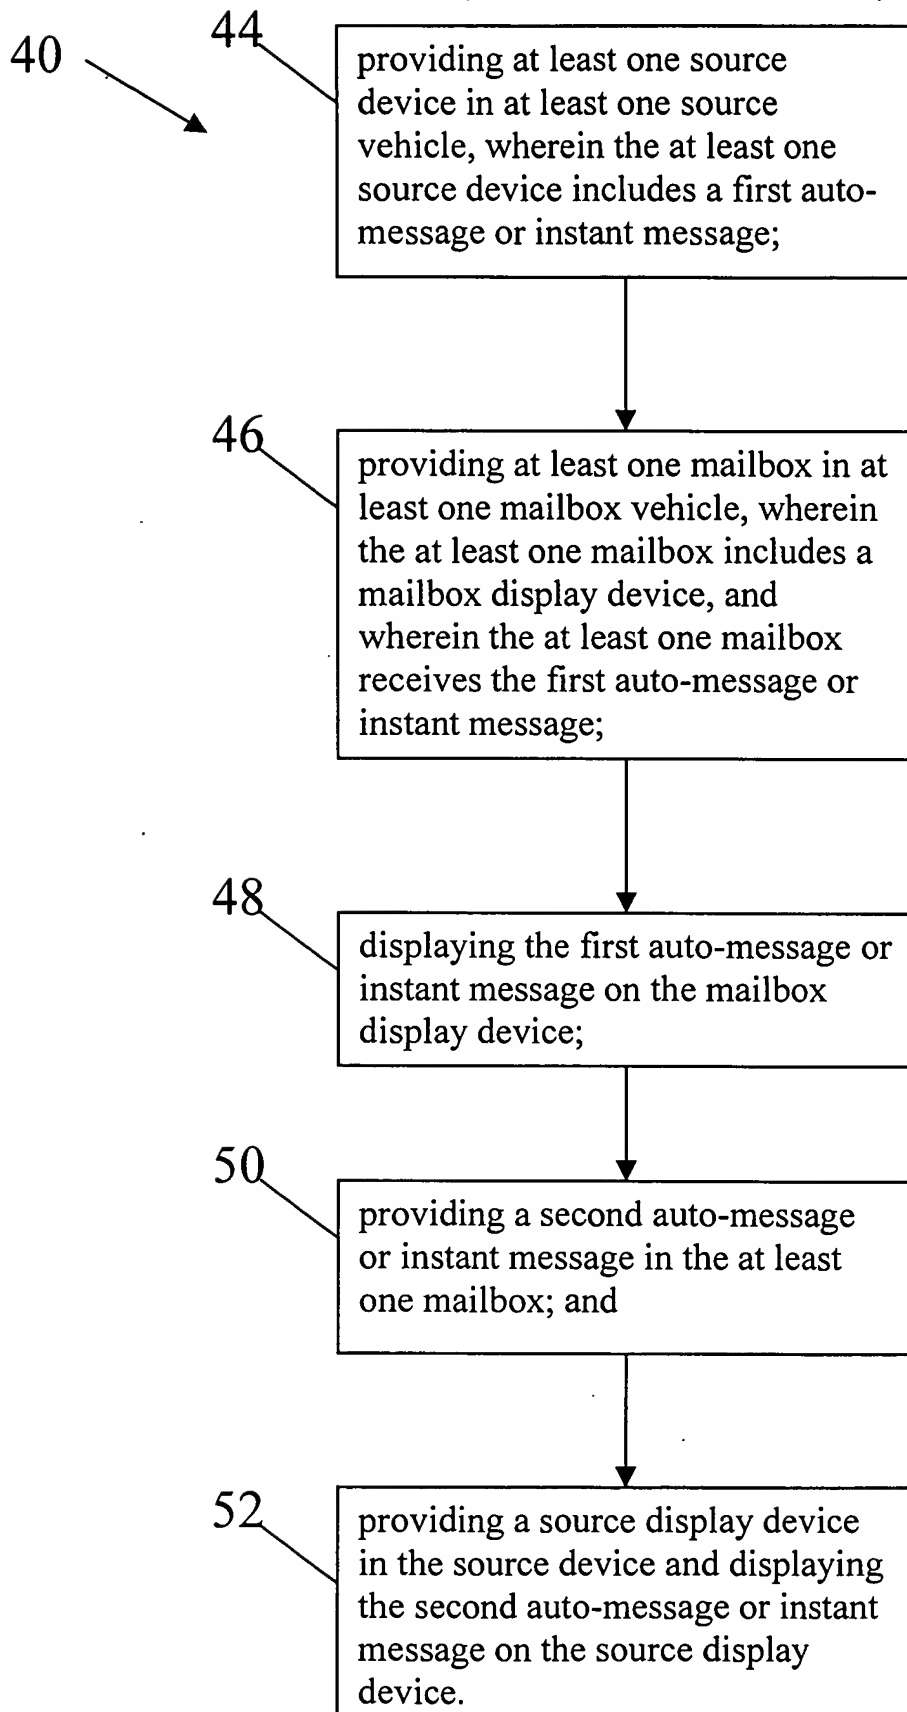 40
44
providing at least one source
device in at least one source
vehicle, wherein the at least one
source device includes a first auto-
message or instant message;
46
providing at least one mailbox in at
least one mailbox vehicle, wherein
the at least one mailbox includes a
mailbox display device, and
wherein the at least one mailbox
receives the first auto-message or
instant message;
48
displaying the first auto-message or
instant message on the mailbox
display device;
50
providing a second auto-message
or instant message in the at least
one mailbox; and
52
providing a source display device
in the source device and displaying
the second auto-message or instant
message on the source display
device.